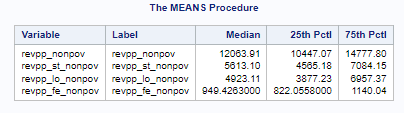 The MEANS Procedure
Variable Label Median 25th Pctl 75th Pctl
revpp_nonpov revpp_nonpov 12063.91 10447.07 14777.80
revpp_st_nonpov revpp_st_nonpov 5613.10 4565.18 7084.15
revpp_lo_nonpov revpp_lo_nonpov 4923.11 3877.23 6957.37
revpp_fe_nonpov revpp_fe_nonpov 949.4263000 822.0558000 1140.04